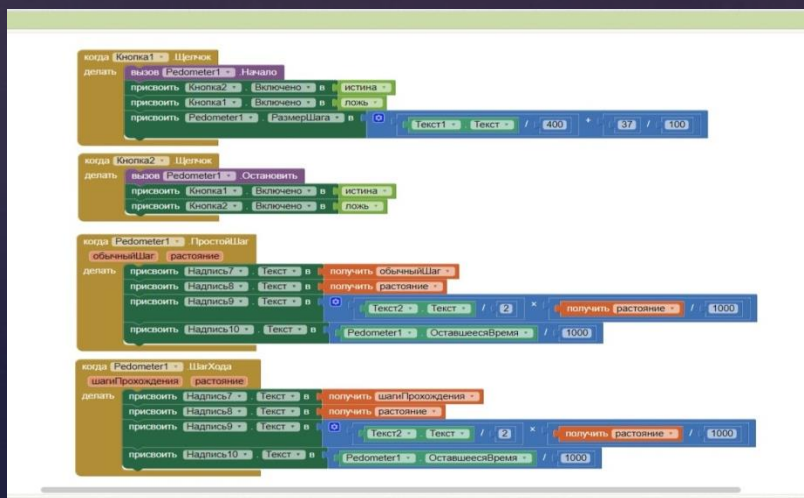 когда Кнопка1 .Щелчок
делать вызов Pedometer1 .Начало
присвоить Кнопка2 . Включено в истина
присвоить Кнопка1 . Включено в ложь
присвоить Pedometer1 . РазмерШага в Текст1 . Текст / 400 + 37 / 100
когда Кнопка2 .Щелчок
делать вызов Pedometer1 .Остановить
присвоить Кнопка1 . Включено в истина
присвоить Кнопка2 . Включено в ложь
когда Pedometer1 .ПростойШаг
обычныйШаг растояние
делать присвоить Надпись7 . Текст в получить обычныйШаг
присвоить Надпись8 . Текст в получить растояние
присвоить Надпись9 . Текст в Текст2 . Текст / 2 × получить растояние / 1000
присвоить Надпись10 . Текст в Pedometer1 . ОставшеесяВремя / 1000
когда Pedometer1 .ШагХода
шагиПрохождения растояние
делать присвоить Надпись7 . Текст в получить шагиПрохождения
присвоить Надпись8 . Текст в получить растояние
присвоить Надпись9 . Текст в Текст2 . Текст / 2 × получить растояние / 1000
присвоить Надпись10 . Текст в Pedometer1 . ОставшеесяВремя / 1000